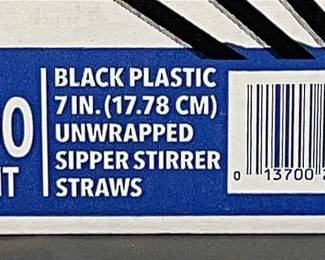 BLACK PLASTIC
7 IN. (17.78 CM)
UNWRAPPED
SIPPER STIRRER
STRAWS
0 13700